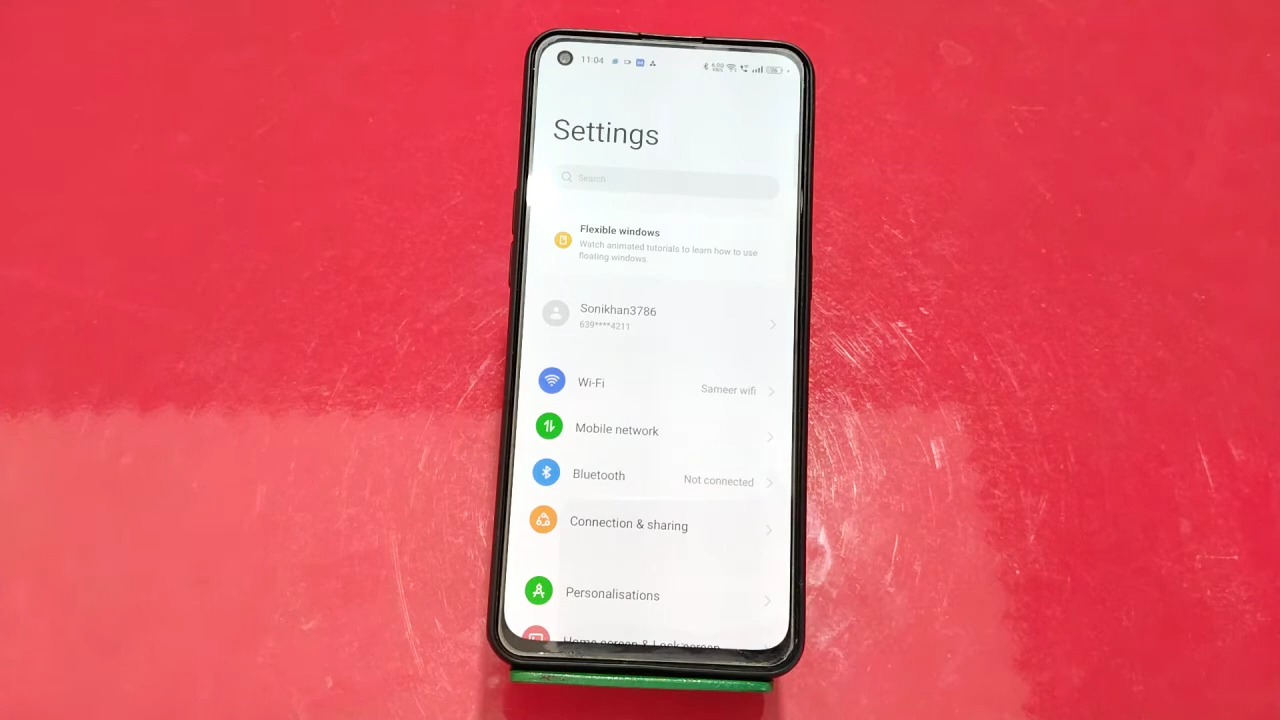 11:04
Settings
Search
Flexible windows
Watch animated tutorials to learn how to use
floating windows.
Sonikhan3786
639****4211
Wi-Fi Sameer wifi
Mobile network
Bluetooth Not connected
Connection & sharing
Personalisations
Home screen & Lock screen